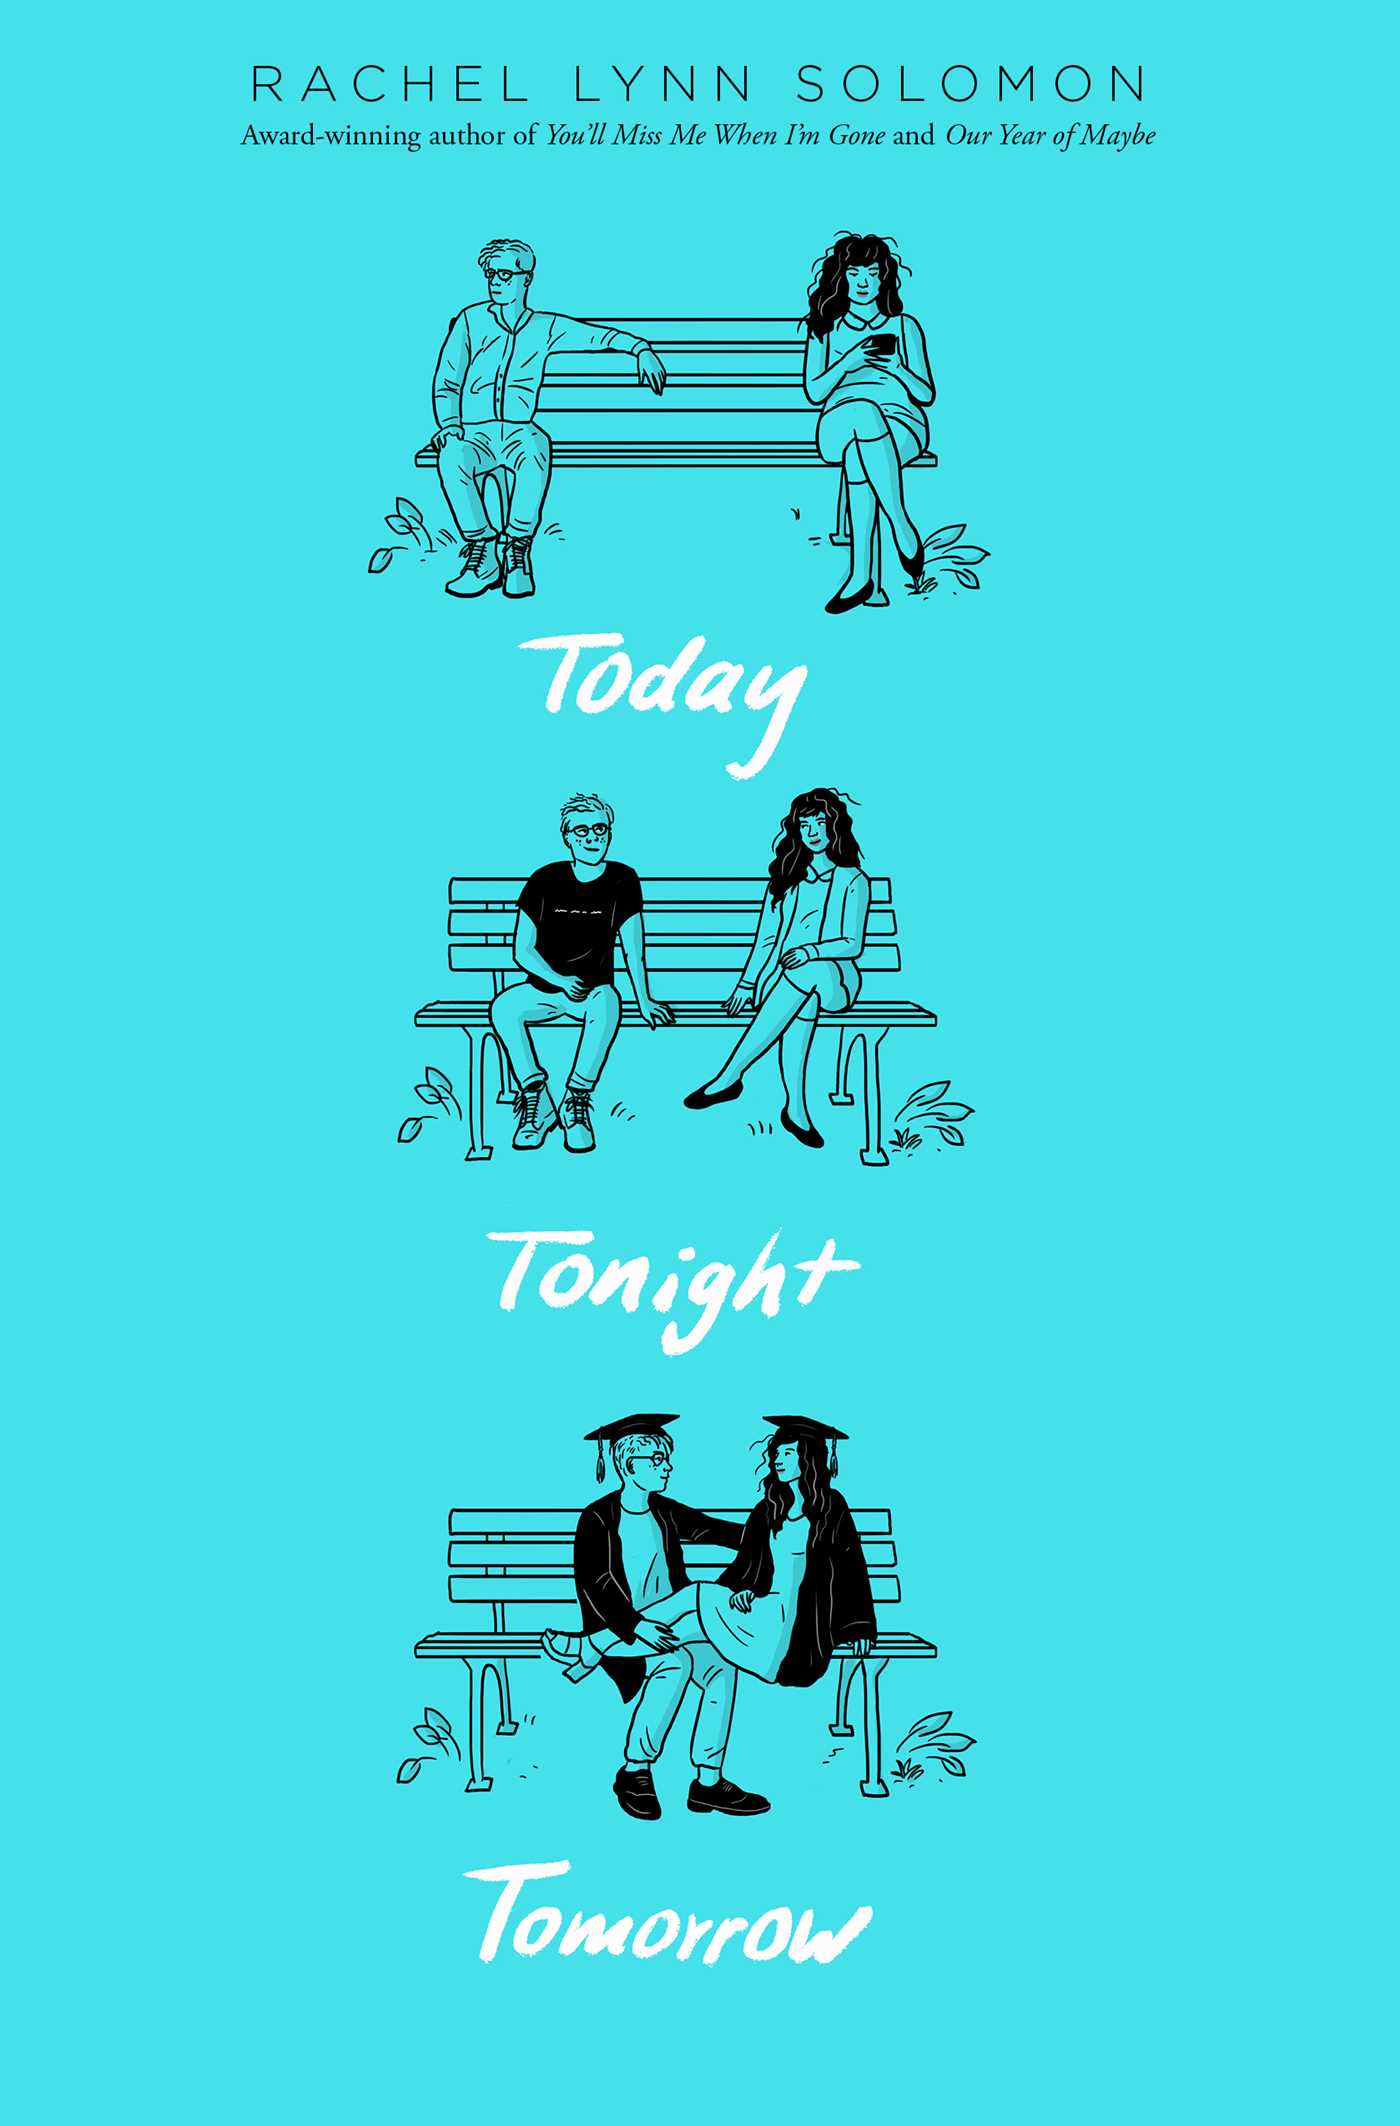 RACHEL LYNN SOLOMON
Award-winning author of You’ll Miss Me When I’m Gone and Our Year of Maybe
Today
Tonight
Tomorrow